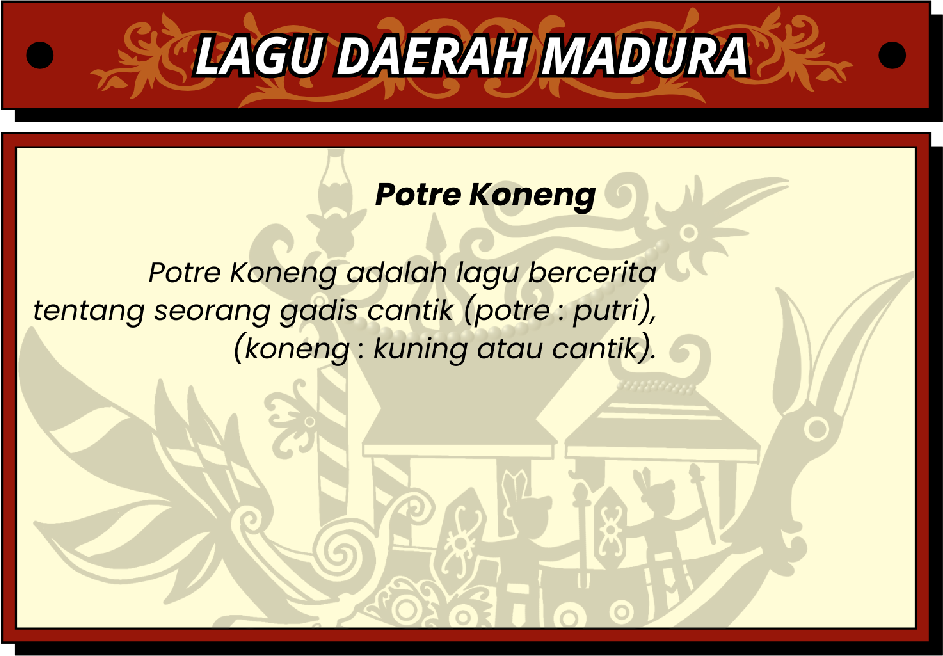 LAGU DAERAH MADURA
Potre Koneng
Potre Koneng adalah lagu bercerita
tentang seorang gadis cantik (potre : putri),
(koneng : kuning atau cantik).